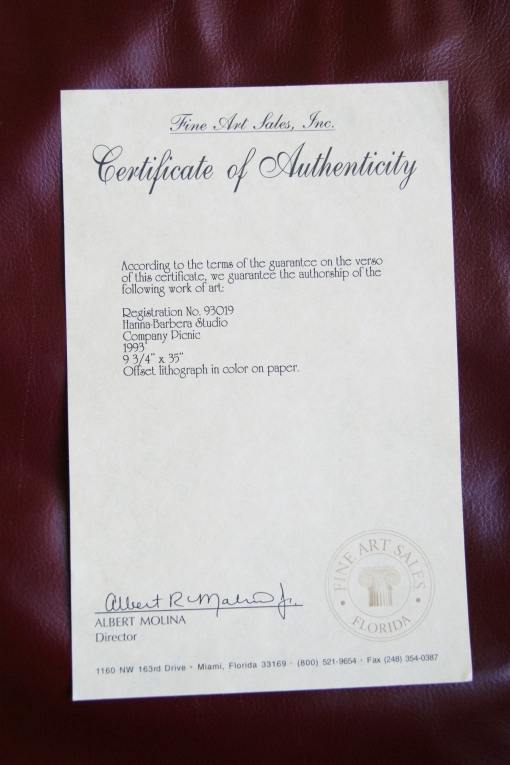 Fine Art Sales, Inc.
Certificate of Authenticity
According to the terms of the guarantee on the verso
of this certificate, we guarantee the authorship of the
following work of art:
Registration No. 93019
Hanna-Barbera Studio
Company Picnic
1993
9 3/4" x 35"
Offset lithograph in color on paper.
Albert R Molina Jr.
ALBERT MOLINA
Director
FINE ART SALES
FLORIDA
1160 NW 163rd Drive • Miami, Florida 33169 • (800) 521-9654 • Fax (248) 354-0387